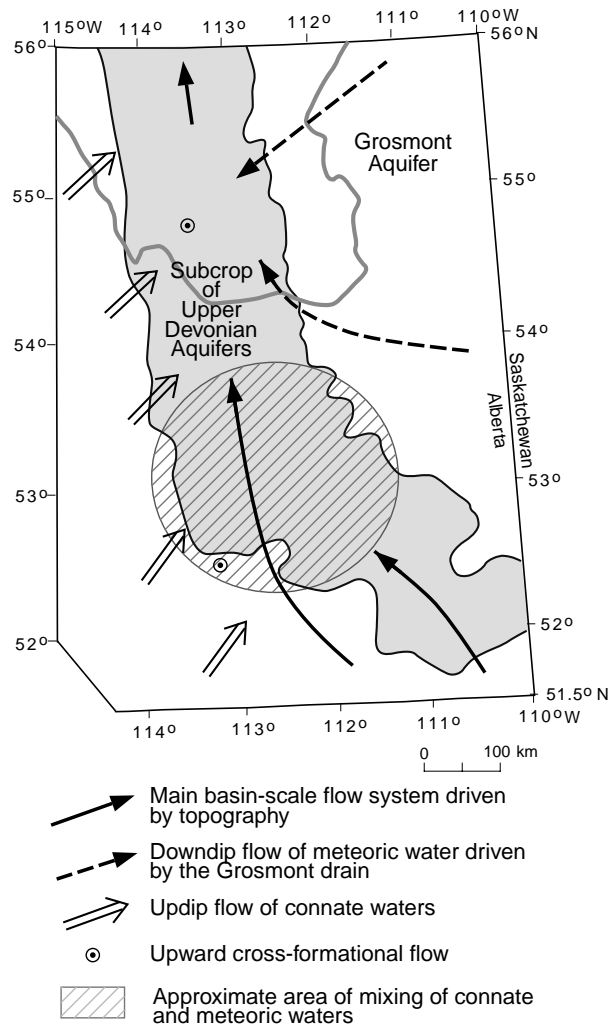 115°W
114°
113°
112°
111°
110°W
56°
56°N
Grosmont
Aquifer
55°
55°
Subcrop
of
Upper
Devonian
Aquifers
54°
54°
Saskatchewan
Alberta
53°
53°
52°
52°
51.5° N
114°
113°
112°
111°
110°W
0 100 km
Main basin-scale flow system driven
by topography
Downdip flow of meteoric water driven
by the Grosmont drain
Updip flow of connate waters
Upward cross-formational flow
Approximate area of mixing of connate
and meteoric waters